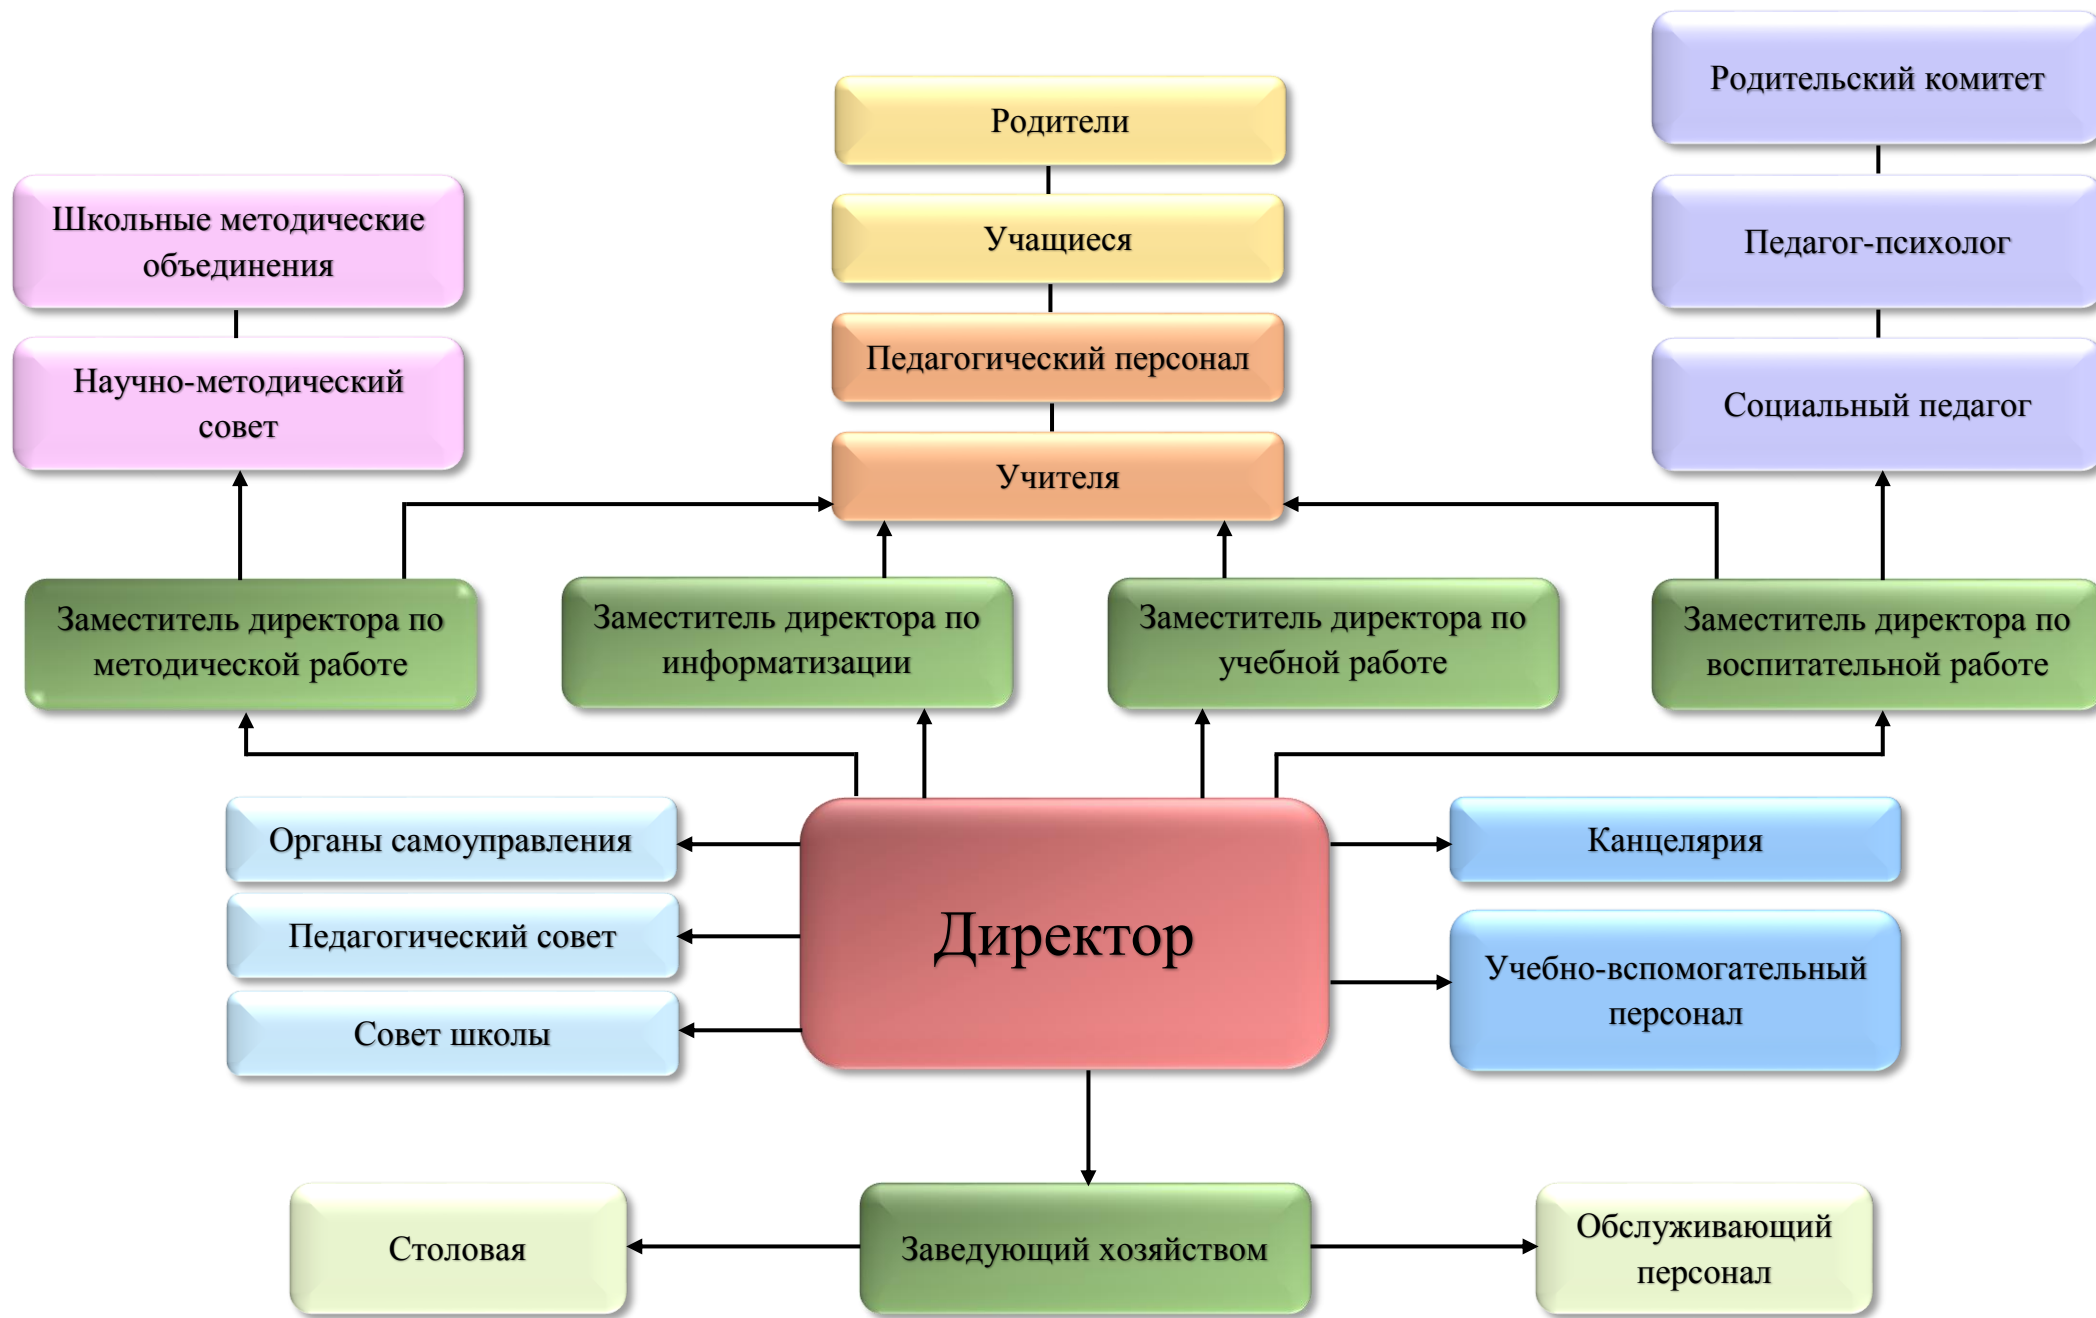 Родительский комитет
Родители
Школьные методические
объединения
Учащиеся
Педагог-психолог
Научно-методический
совет
Педагогический персонал
Социальный педагог
Учителя
Заместитель директора по
методической работе
Заместитель директора по
информатизации
Заместитель директора по
учебной работе
Заместитель директора по
воспитательной работе
Органы самоуправления
Педагогический совет
Совет школы
Директор
Канцелярия
Учебно-вспомогательный
персонал
Столовая
Заведующий хозяйством
Обслуживающий
персонал